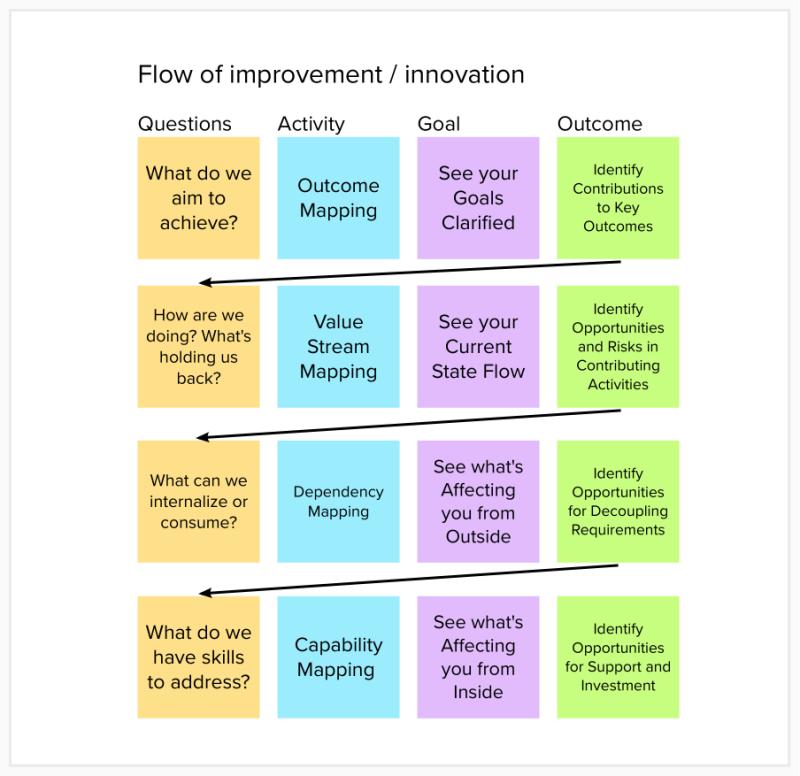 Flow of improvement / innovation
Questions
Activity
Goal
Outcome
What do we
aim to
achieve?
Outcome
Mapping
See your
Goals
Clarified
Identify
Contributions
to Key
Outcomes
How are we
doing? What's
holding us
back?
Value
Stream
Mapping
See your
Current
State Flow
Identify
Opportunities
and Risks in
Contributing
Activities
What can we
internalize or
consume?
Dependency
Mapping
See what's
Affecting
you from
Outside
Identify
Opportunities
for Decoupling
Requirements
What do we
have skills
to address?
Capability
Mapping
See what's
Affecting
you from
Inside
Identify
Opportunities
for Support and
Investment